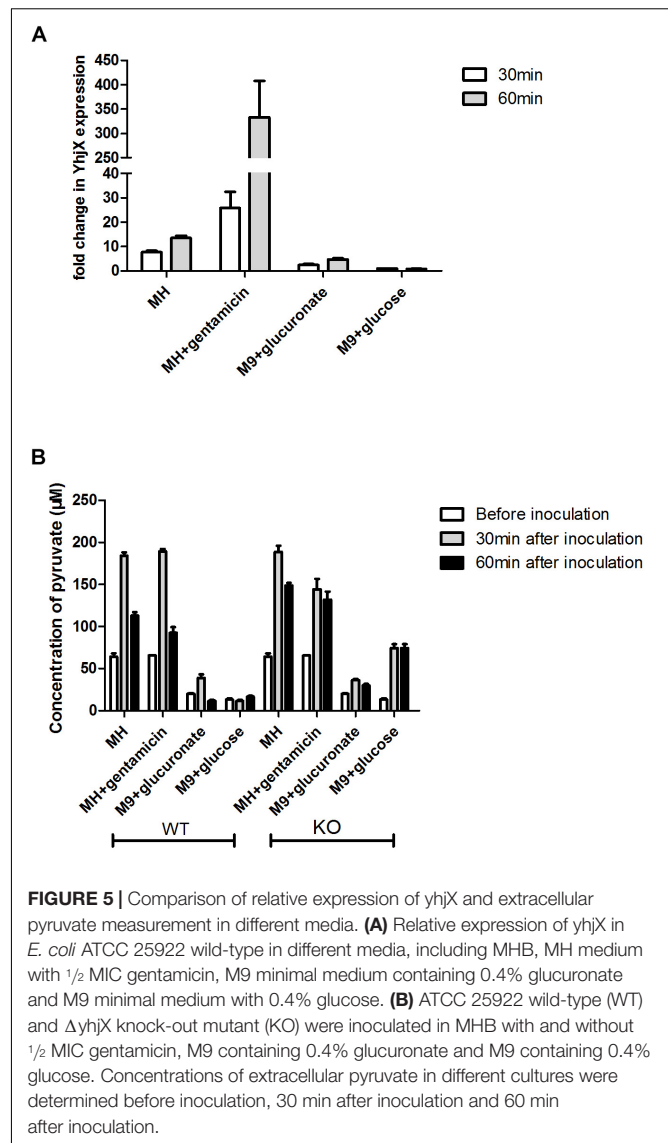 A
fold change in YhjX expression
450
400
350
300
250
40
30
20
10
0
30min
60min
MH
MH+gentamicin
M9+glucuronate
M9+glucose
B
Concentration of pyruvate (µM)
250
200
150
100
50
0
Before inoculation
30min after inoculation
60min after inoculation
MH
MH+gentamicin
M9+glucuronate
M9+glucose
MH
MH+gentamicin
M9+glucuronate
M9+glucose
WT
KO
FIGURE 5 | Comparison of relative expression of yhjX and extracellular
pyruvate measurement in different media. (A) Relative expression of yhjX in
E. coli ATCC 25922 wild-type in different media, including MHB, MH medium
with 1/2 MIC gentamicin, M9 minimal medium containing 0.4% glucuronate
and M9 minimal medium with 0.4% glucose. (B) ATCC 25922 wild-type (WT)
and ΔyhjX knock-out mutant (KO) were inoculated in MHB with and without
1/2 MIC gentamicin, M9 containing 0.4% glucuronate and M9 containing 0.4%
glucose. Concentrations of extracellular pyruvate in different cultures were
determined before inoculation, 30 min after inoculation and 60 min
after inoculation.